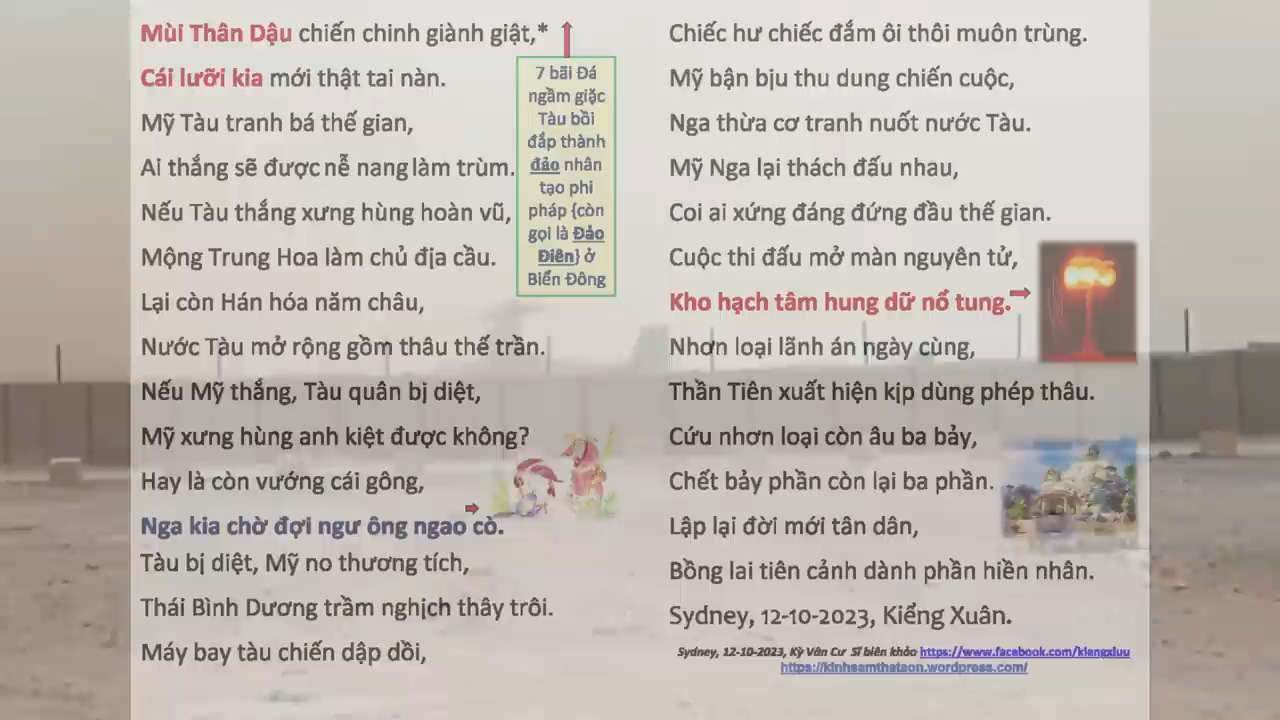 Mùi Thân Dậu chiến chinh giành giật,*
Cái lưỡi kia mới thật tai nàn.
Mỹ Tàu tranh bá thế gian,
Ai thắng sẽ được nễ nang làm trùm.
Nếu Tàu thắng xưng hùng hoàn vũ,
Mộng Trung Hoa làm chủ địa cầu.
Lại còn Hán hóa năm châu,
Nước Tàu mở rộng gồm thâu thế trần.
Nếu Mỹ thắng, Tàu quân bị diệt,
Mỹ xưng hùng anh kiệt được không?
Hay là còn vướng cái gông,
Nga kia chờ đợi ngư ông ngao cò.
Tàu bị diệt, Mỹ no thương tích,
Thái Bình Dương trầm nghịch thây trôi.
Máy bay tàu chiến dập dồi,
7 bãi Đá
ngầm giặc
Tàu bồi
đắp thành
đảo nhân
tạo phi
pháp {còn
gọi là Đảo
Điên} ở
Biển Đông
Chiếc hư chiếc đắm ôi thôi muôn trùng.
Mỹ bận bịu thu dung chiến cuộc,
Nga thừa cơ tranh nuốt nước Tàu.
Mỹ Nga lại thách đấu nhau,
Coi ai xứng đáng đứng đầu thế gian.
Cuộc thi đấu mở màn nguyên tử,
Kho hạch tâm hung dữ nổ tung.
Nhơn loại lãnh án ngày cùng,
Thần Tiên xuất hiện kịp dùng phép thâu.
Cứu nhơn loại còn âu ba bảy,
Chết bảy phần còn lại ba phần.
Lập lại đời mới tân dân,
Bồng lai tiên cảnh dành phần hiền nhân.
Sydney, 12-10-2023, Kiểng Xuân.
Sydney, 12-10-2023, Kỳ Vân Cư Sĩ biên khảo https://www.facebook.com/kiangxluu
https://kinhsamthataon.wordpress.com/